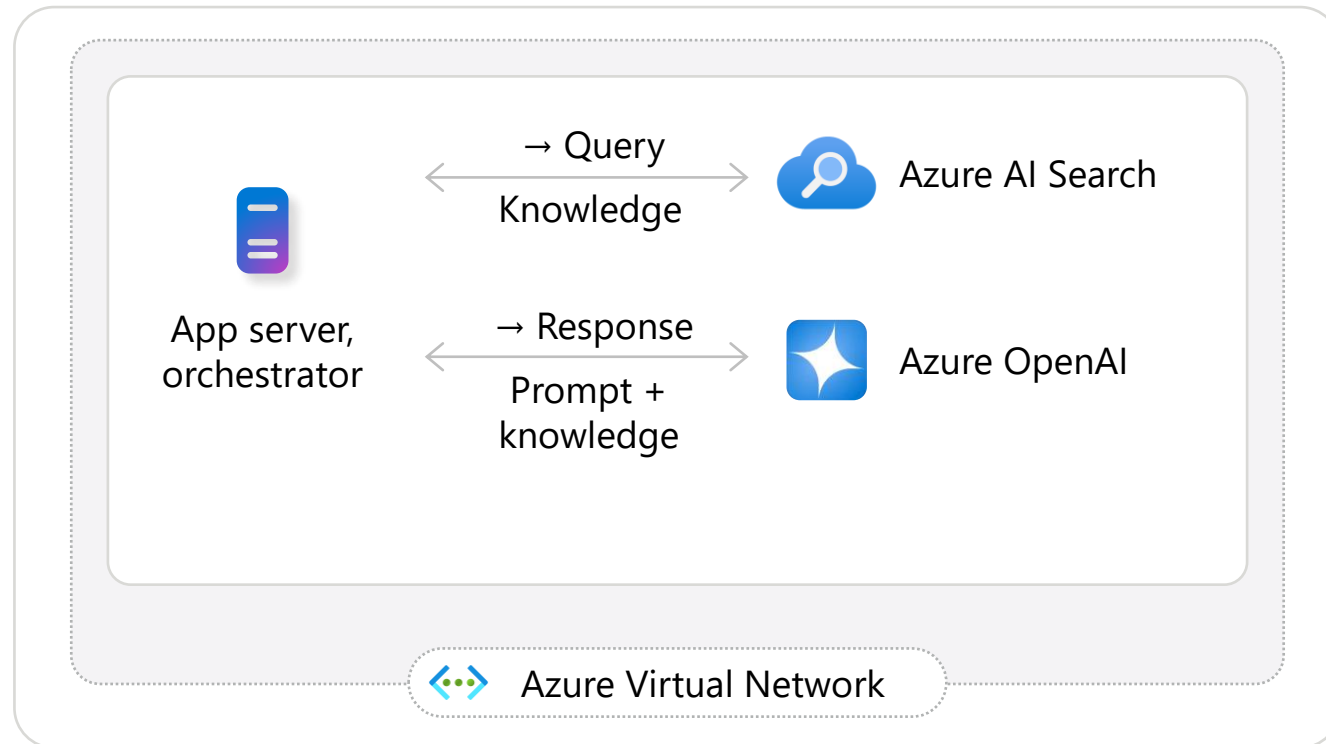 → Query
Knowledge
Azure AI Search
App server,
orchestrator
→ Response
Prompt +
knowledge
Azure OpenAI
Azure Virtual Network